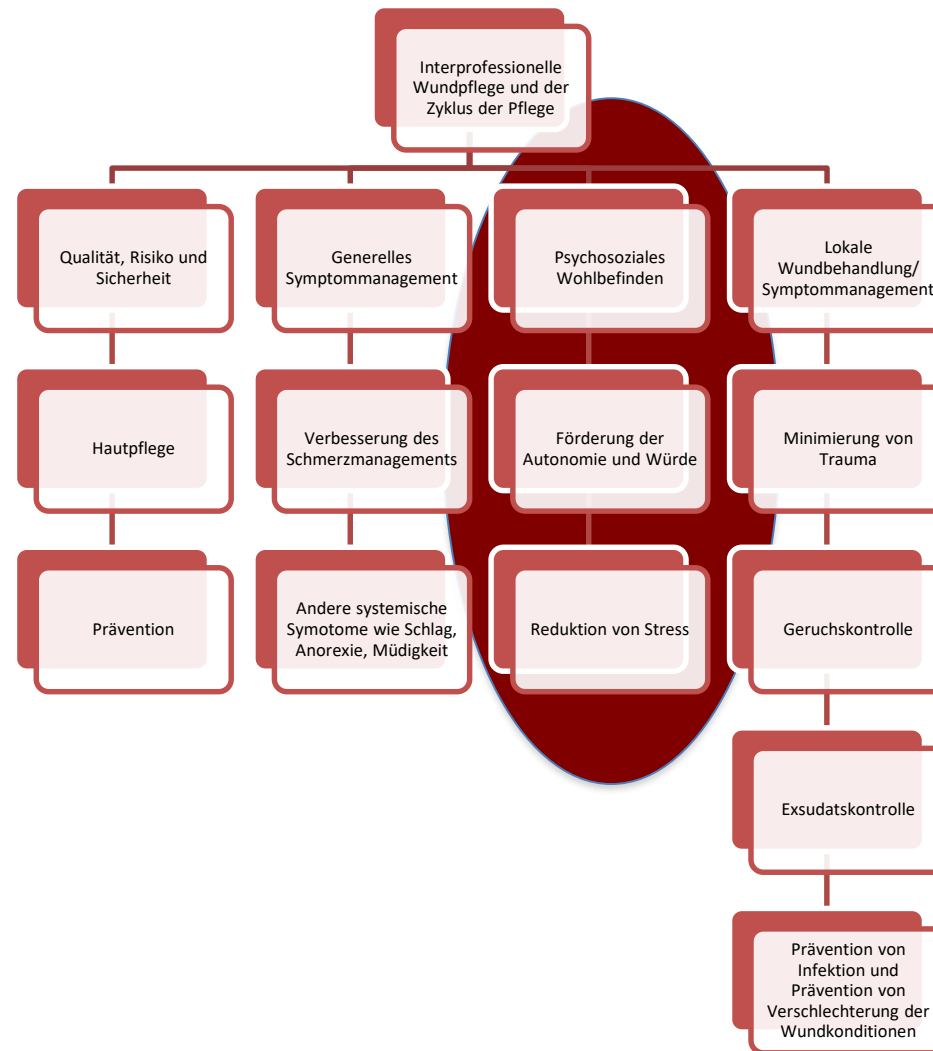 Interprofessionelle
Wundpflege und der
Zyklus der Pflege
Qualität, Risiko und
Sicherheit
Generelles
Symptommanagement
Psychosoziales
Wohlbefinden
Lokale
Wundbehandlung/
Symptommanagement
Hautpflege
Verbesserung des
Schmerzmanagements
Förderung der
Autonomie und Würde
Minimierung von
Trauma
Prävention
Andere systemische
Symotome wie Schlag,
Anorexie, Müdigkeit
Reduktion von Stress
Geruchskontrolle
Exsudatskontrolle
Prävention von
Infektion und
Prävention von
Verschlechterung der
Wundkonditionen